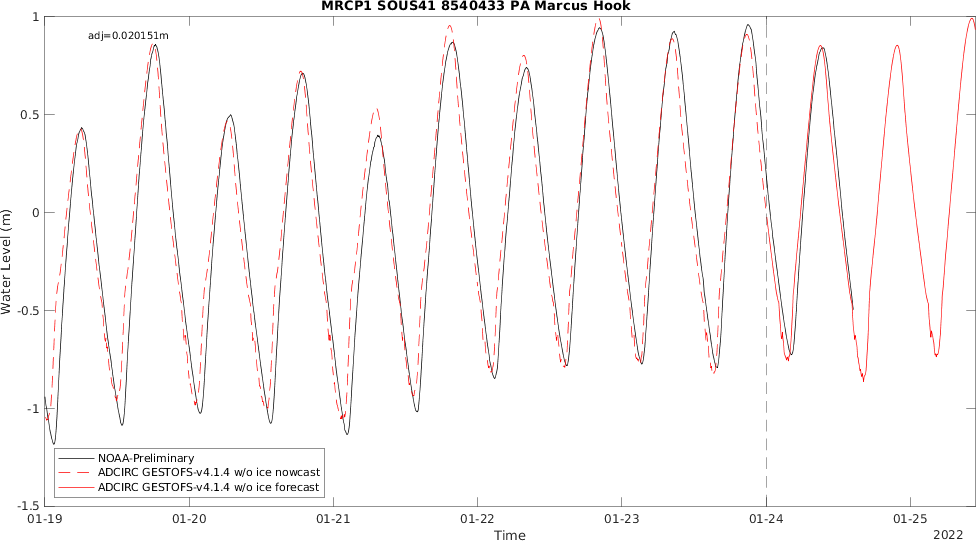 MRCP1 SOUS41 8540433 PA Marcus Hook
adj=0.020151m
1
0.5
0
-0.5
-1
-1.5
Water Level (m)
NOAA-Preliminary
ADCIRC GESTOFS-v4.1.4 w/o ice nowcast
ADCIRC GESTOFS-v4.1.4 w/o ice forecast
01-19 01-20 01-21 01-22 01-23 01-24 01-25
Time
2022